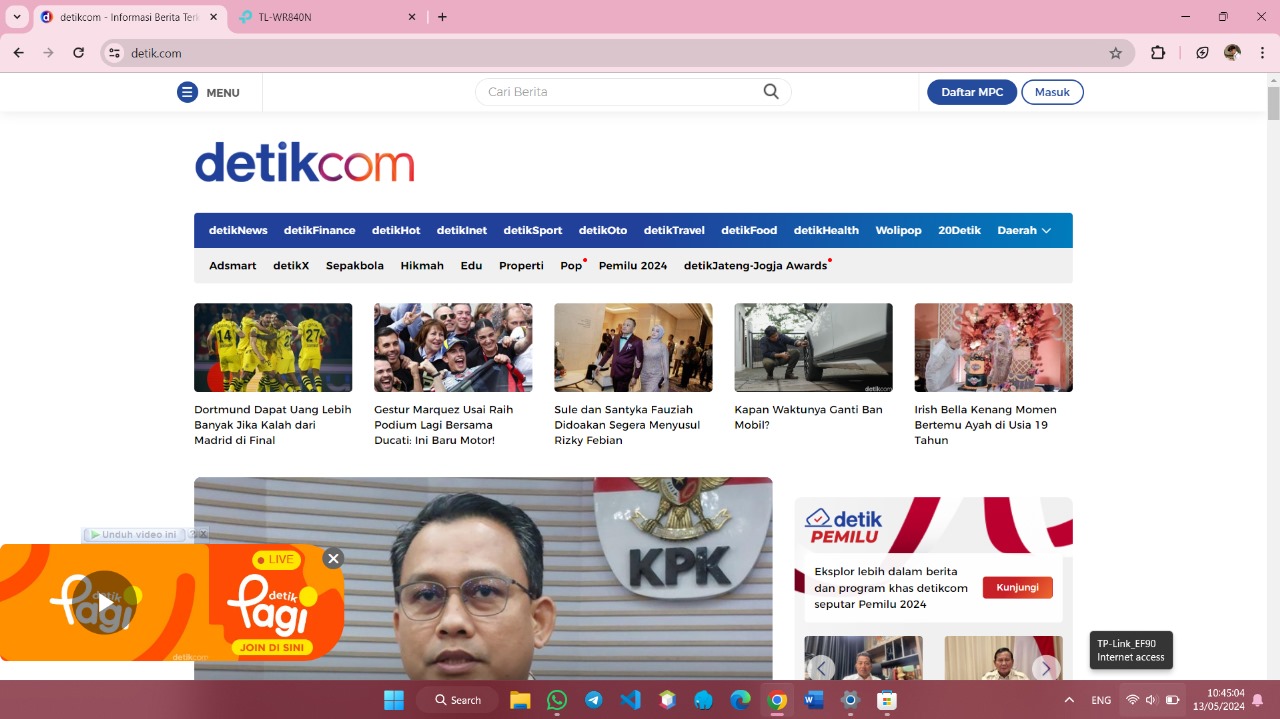 detikcom - Informasi Berita Terk
TL-WR840N
detik.com
MENU
Cari Berita
Daftar MPC
Masuk
detikcom
detikNews detikFinance detikHot detikInet detikSport detikOto detikTravel detikFood detikHealth Wolipop 20Detik Daerah
Adsmart detikX Sepakbola Hikmah Edu Properti Pop Pemilu 2024 detikJateng-Jogja Awards
14
27
detikcom
Dortmund Dapat Uang Lebih
Banyak Jika Kalah dari
Madrid di Final
Gestur Marquez Usai Raih
Podium Lagi Bersama
Ducati: Ini Baru Motor!
Sule dan Santyka Fauziah
Didoakan Segera Menyusul
Rizky Febian
Kapan Waktunya Ganti Ban
Mobil?
Irish Bella Kenang Momen
Bertemu Ayah di Usia 19
Tahun
KPK
detik
PEMILU
Eksplor lebih dalam berita
dan program khas detikcom
seputar Pemilu 2024
Kunjungi
Unduh video ini ? X
detik
Pagi
detikcom
LIVE
detik
Pagi
JOIN DI SINI
TP-Link_EF90
Internet access
Search
ENG
10:45:04
13/05/2024